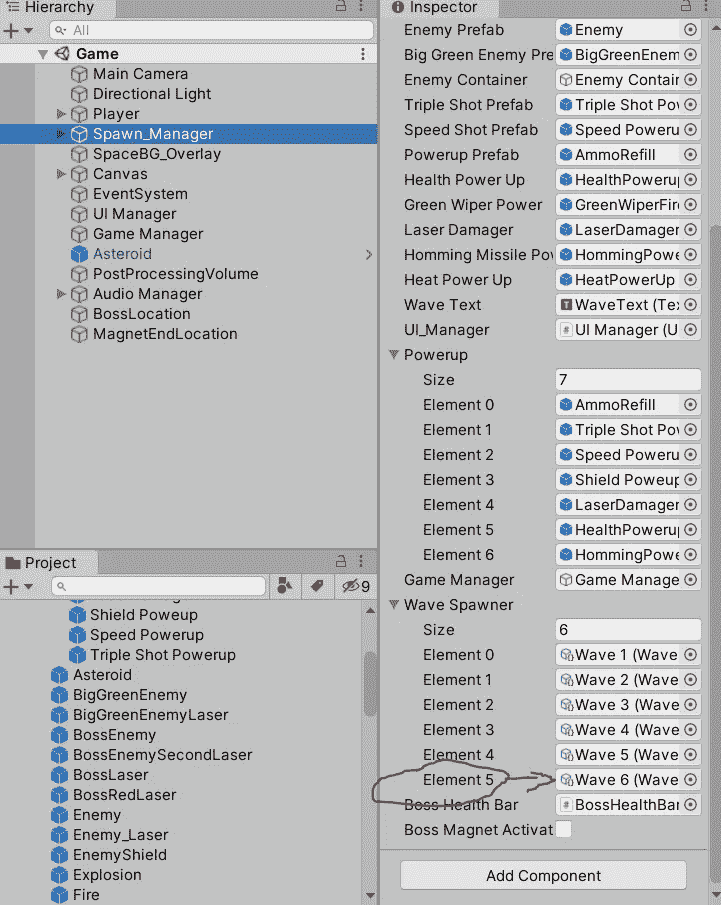 Hierarchy
All
Game
Main Camera
Directional Light
Player
Spawn_Manager
SpaceBG_Overlay
Canvas
EventSystem
UI Manager
Game Manager
Asteroid
PostProcessingVolume
Audio Manager
BossLocation
MagnetEndLocation
Project
9
Shield Poweup
Speed Powerup
Triple Shot Powerup
Asteroid
BigGreenEnemy
BigGreenEnemyLaser
BossEnemy
BossEnemySecondLaser
BossLaser
BossRedLaser
Enemy
Enemy_Laser
EnemyShield
Explosion
Fire
Inspector
Enemy Prefab Enemy
Big Green Enemy Pre BigGreenEnem
Enemy Container Enemy Contain
Triple Shot Prefab Triple Shot Pov
Speed Shot Prefab Speed Poweru
Powerup Prefab AmmoRefill
Health Power Up HealthPowerup
Green Wiper Power GreenWiperFire
Laser Damager LaserDamager
Homming Missile Pov HommingPowe
Heat Power Up HeatPowerUp
Wave Text WaveText (Tex
UI_Manager UI Manager (U
Powerup
Size 7
Element 0 AmmoRefill
Element 1 Triple Shot Pov
Element 2 Speed Poweru
Element 3 Shield Poweup
Element 4 LaserDamager
Element 5 HealthPowerup
Element 6 HommingPowe
Game Manager Game Manage
Wave Spawner
Size 6
Element 0 Wave 1 (Wave
Element 1 Wave 2 (Wave
Element 2 Wave 3 (Wave
Element 3 Wave 4 (Wave
Element 4 Wave 5 (Wave
Element 5 Wave 6 (Wave
Boss Health Bar BossHealthBar
Boss Magnet Activat
Add Component